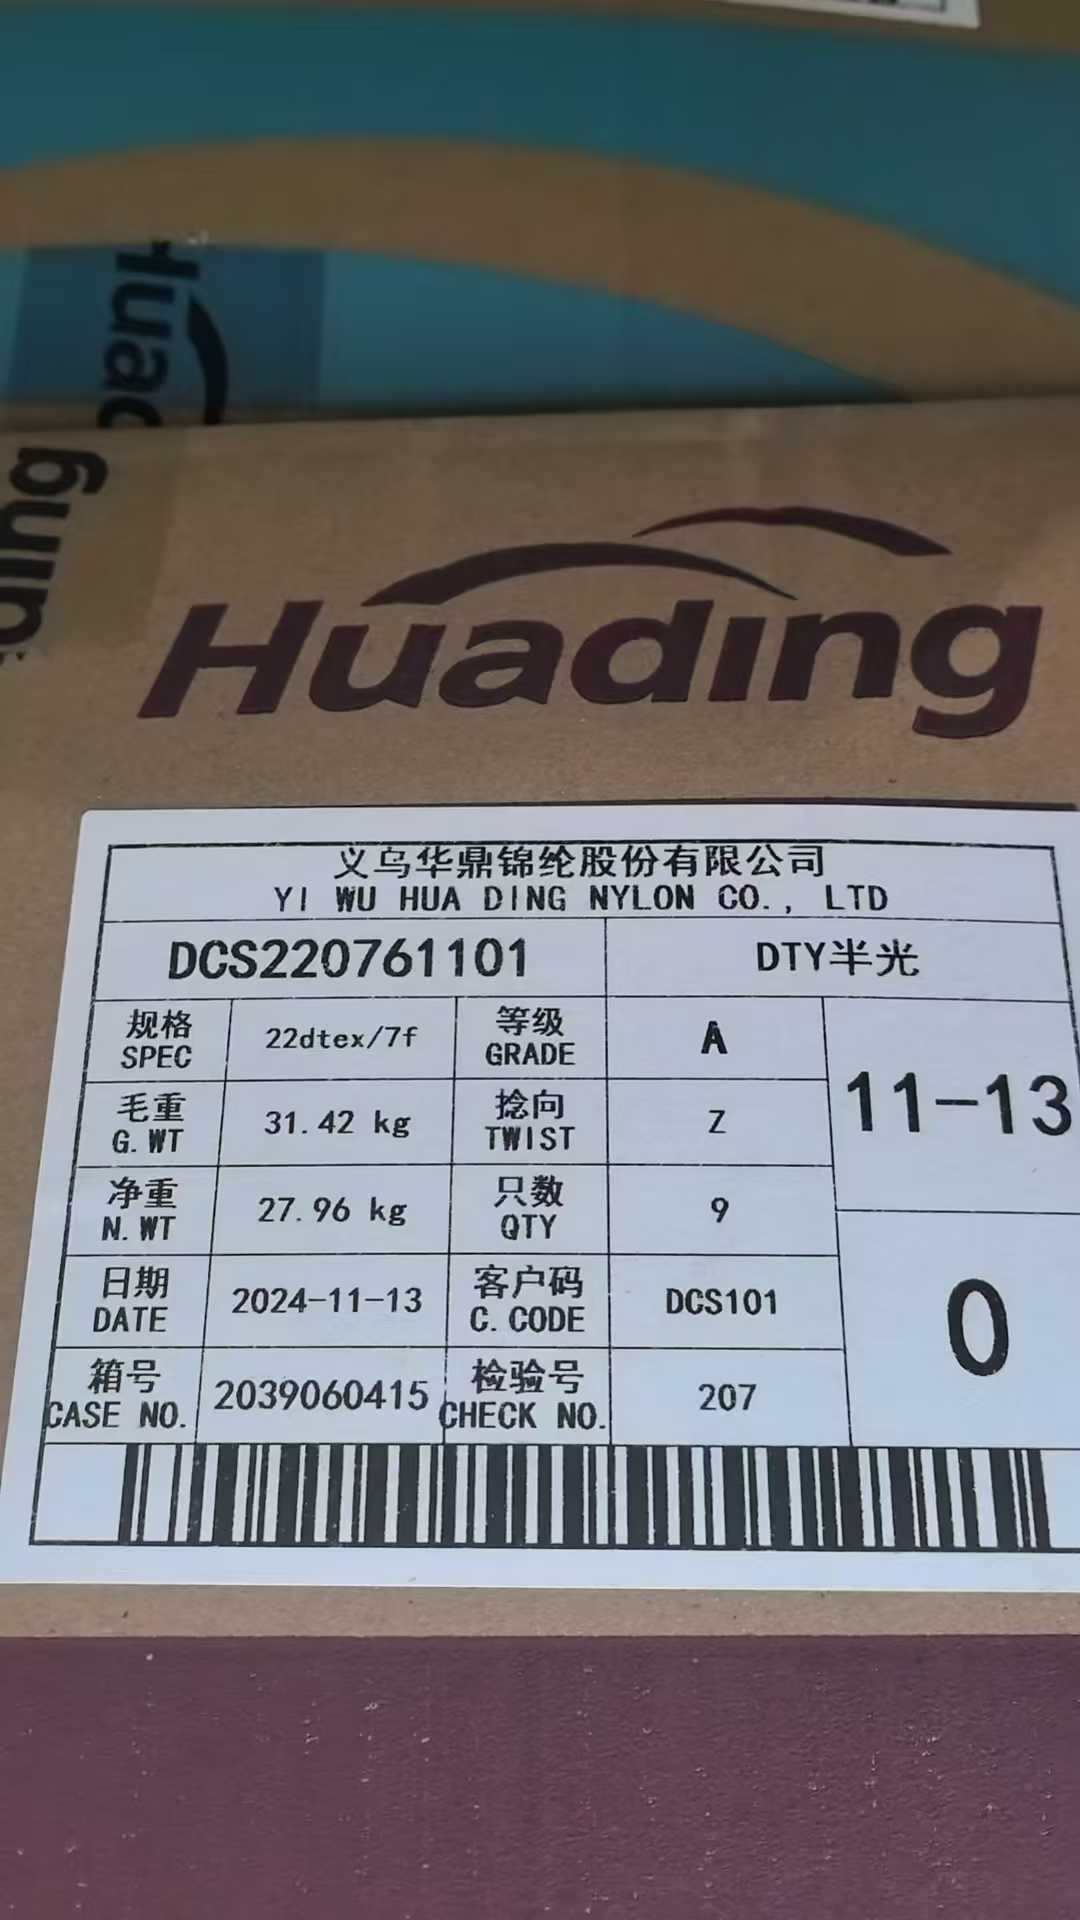 Huad
ding
Huading
义乌华鼎锦纶股份有限公司
YI WU HUA DING NYLON CO., LTD
DCS220761101 DTY半光
规格 22dtex/7f 等级 A
SPEC GRADE
11-13
毛重 31.42 kg 捻向 Z
G.WT TWIST
净重 27.96 kg 只数 9
N.WT QTY
日期 2024-11-13 客户码 DCS101
DATE C.CODE
0
箱号 2039060415 检验号 207
CASE NO. CHECK NO.